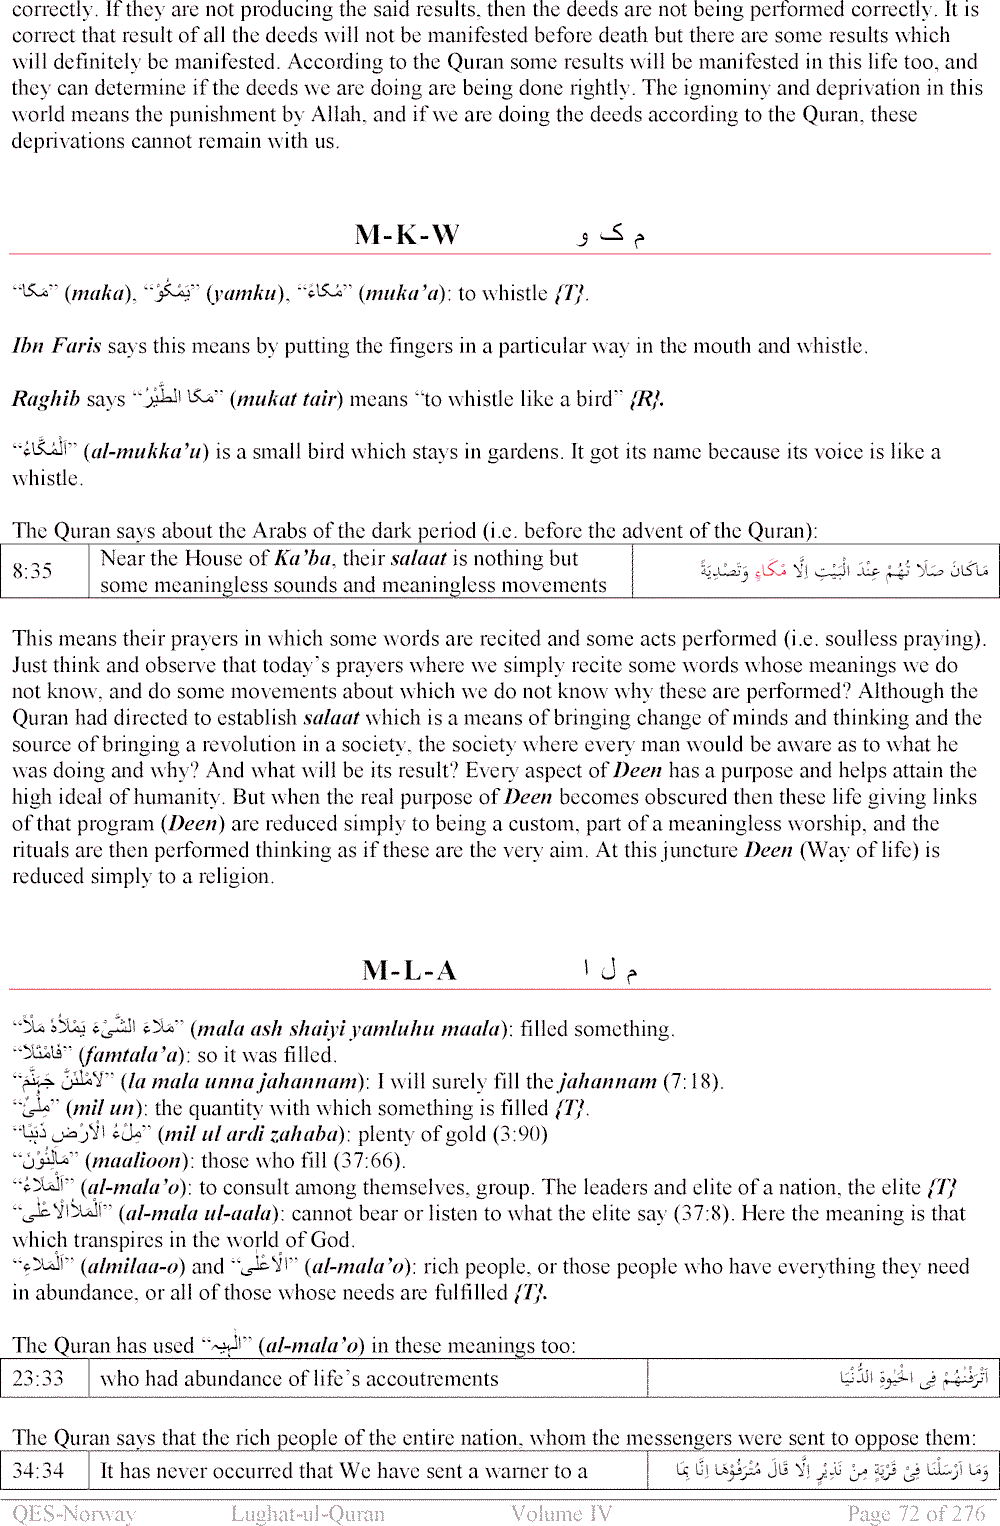 correctly. If they are not producing the said results, then the deeds are not being performed correctly. It is
correct that result of all the deeds will not be manifested before death but there are some results which
will definitely be manifested. According to the Quran some results will be manifested in this life too, and
they can determine if the deeds we are doing are being done rightly. The ignominy and deprivation in this
world means the punishment by Allah, and if we are doing the deeds according to the Quran, these
deprivations cannot remain with us.
M-K-W م ک و
“مَکَا” (maka), “یَمْکُوْ” (yamku), “مُکَاءً” (muka’a): to whistle {T}.
Ibn Faris says this means by putting the fingers in a particular way in the mouth and whistle.
Raghib says “مَکَا الطَّیْرُ” (mukat tair) means “to whistle like a bird” {R}.
“اَلْمُکَّاءُ” (al-mukka’u) is a small bird which stays in gardens. It got its name because its voice is like a
whistle.
The Quran says about the Arabs of the dark period (i.e. before the advent of the Quran):
8:35 Near the House of Ka’ba, their salaat is nothing but مَاکَانَ صَلَا تُهُمْ عِنْدَ الْبَيْتِ اِلَّا مُکَاءً وَتَصْدِيَةً
some meaningless sounds and meaningless movements
This means their prayers in which some words are recited and some acts performed (i.e. soulless praying).
Just think and observe that today’s prayers where we simply recite some words whose meanings we do
not know, and do some movements about which we do not know why these are performed? Although the
Quran had directed to establish salaat which is a means of bringing change of minds and thinking and the
source of bringing a revolution in a society, the society where every man would be aware as to what he
was doing and why? And what will be its result? Every aspect of Deen has a purpose and helps attain the
high ideal of humanity. But when the real purpose of Deen becomes obscured then these life giving links
of that program (Deen) are reduced simply to being a custom, part of a meaningless worship, and the
rituals are then performed thinking as if these are the very aim. At this juncture Deen (Way of life) is
reduced simply to a religion.
M-L-A م ل ا
“مَلَاءَ الشَّیْءَ یَمْلَاُہٗ مَلْاً” (mala ash shaiyi yamluhu maala): filled something.
“فَامْتَلَاَ” (famtala’a): so it was filled.
“لَاَمْلَئَنَّ جَہَنَّمَ” (la mala unna jahannam): I will surely fill the jahannam (7:18).
(mil un): the quantity with which something is filled {T}.
“مِلْءُ الْاَرْضِ ذَہَبًا” (mil ul ardi zahaba): plenty of gold (3:90)
“مَالِئُوْنَ” (maalioon): those who fill (37:66).
“اَلْمَلَاءُ” (al-mala’o): to consult among themselves, group. The leaders and elite of a nation, the elite {T}
“اَلْمَلَاُالْاَعْلٰی” (al-mala ul-aala): cannot bear or listen to what the elite say (37:8). Here the meaning is that
which transpires in the world of God.
“اَلْمَلَاءِ” (almilaa-o) and “الْاَعْلٰی” (al-mala’o): rich people, or those people who have everything they need
in abundance, or all of those whose needs are fulfilled {T}.
The Quran has used (al-mala’o) in these meanings too:
23:33 who had abundance of life’s accoutrements اَتْرَفْنٰهُمْ فِی الْحَيٰوةِ الدُّنْيَا
The Quran says that the rich people of the entire nation, whom the messengers were sent to oppose them:
34:34 It has never occurred that We have sent a warner to a وَمَا اَرْسَلْنَا فِیْ قَرْيَةٍ مِنْ نَذِيْرٍ اِلَّا قَالَ مُتْرَفُوْهَا اِنَّا بِمَا
QES-Norway Lughat-ul-Quran Volume IV Page 72 of 276